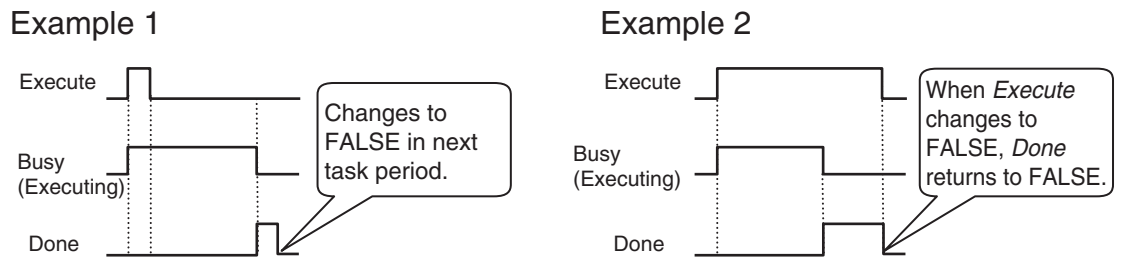 Example 1
Execute
Busy
(Executing)
Done
Changes to
FALSE in next
task period.
Example 2
Execute
Busy
(Executing)
Done
When Execute
changes to
FALSE, Done
returns to FALSE.